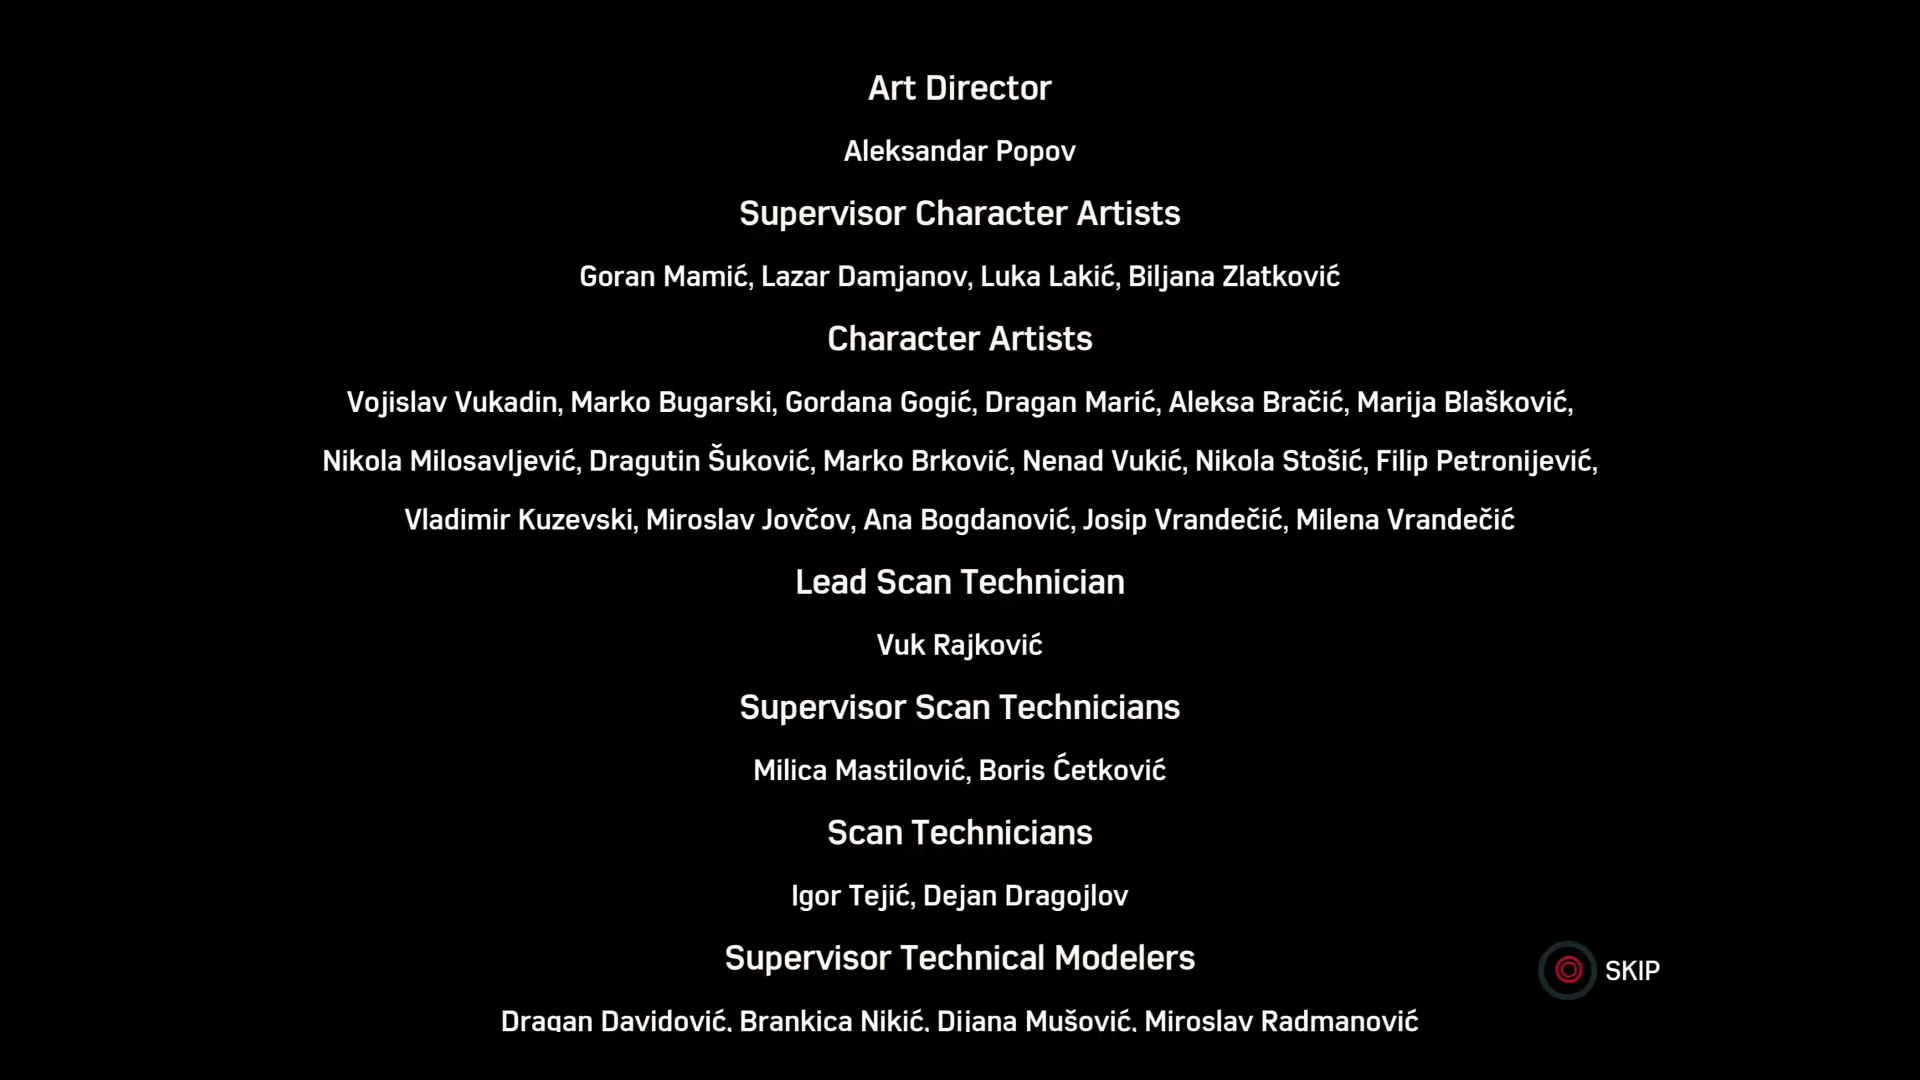 Art Director
Aleksandar Popov
Supervisor Character Artists
Goran Mamić, Lazar Damjanov, Luka Lakić, Biljana Zlatković
Character Artists
Vojislav Vukadin, Marko Bugarski, Gordana Gogić, Dragan Marić, Aleksa Bračić, Marija Blašković,
Nikola Milosavljević, Dragutin Šuković, Marko Brković, Nenad Vukić, Nikola Stošić, Filip Petronijević,
Vladimir Kuzevski, Miroslav Jovčov, Ana Bogdanović, Josip Vrandečić, Milena Vrandečić
Lead Scan Technician
Vuk Rajković
Supervisor Scan Technicians
Milica Mastilović, Boris Ćetković
Scan Technicians
Igor Tejić, Dejan Dragojlov
Supervisor Technical Modelers
SKIP
Dragan Davidović, Brankica Nikić, Dijana Mušović, Miroslav Radmanović